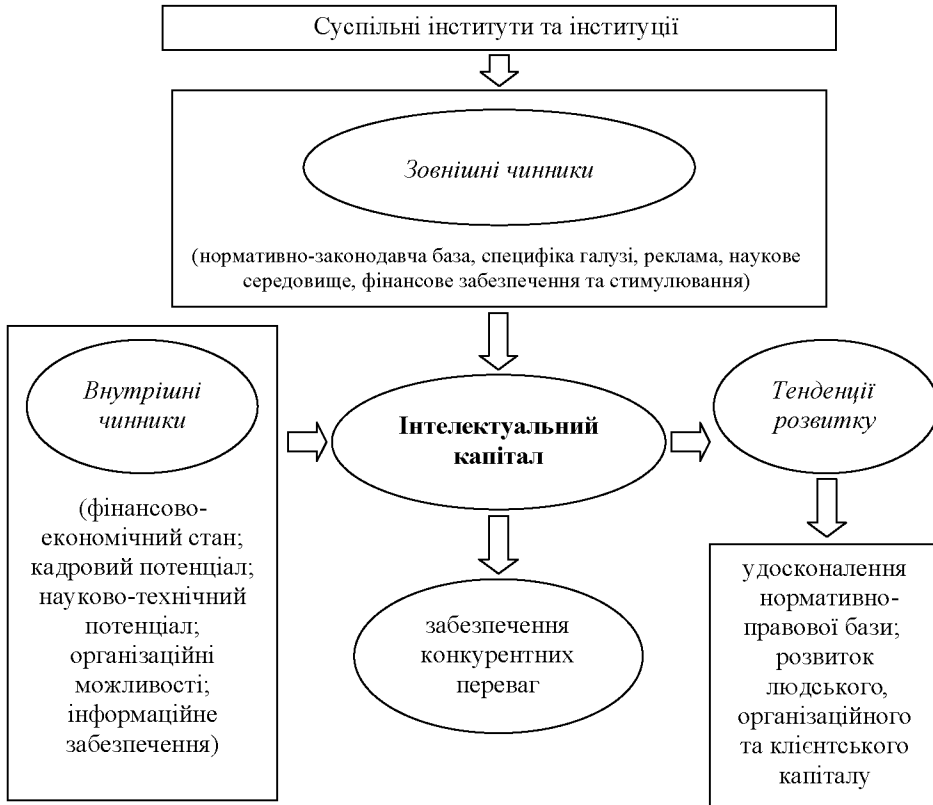 Суспільні інститути та інституції
Зовнішні чинники
(нормативно-законодавча база, специфіка галузі, реклама, наукове
середовище, фінансове забезпечення та стимулювання)
Внутрішні
чинники
(фінансово-
економічний стан;
кадровий потенціал;
науково-технічний
потенціал;
організаційні
можливості;
інформаційне
забезпечення)
Інтелектуальний
капітал
забезпечення
конкурентних
переваг
Тенденції
розвитку
удосконалення
нормативно-
правової бази;
розвиток
людського,
організаційного
та клієнтського
капіталу